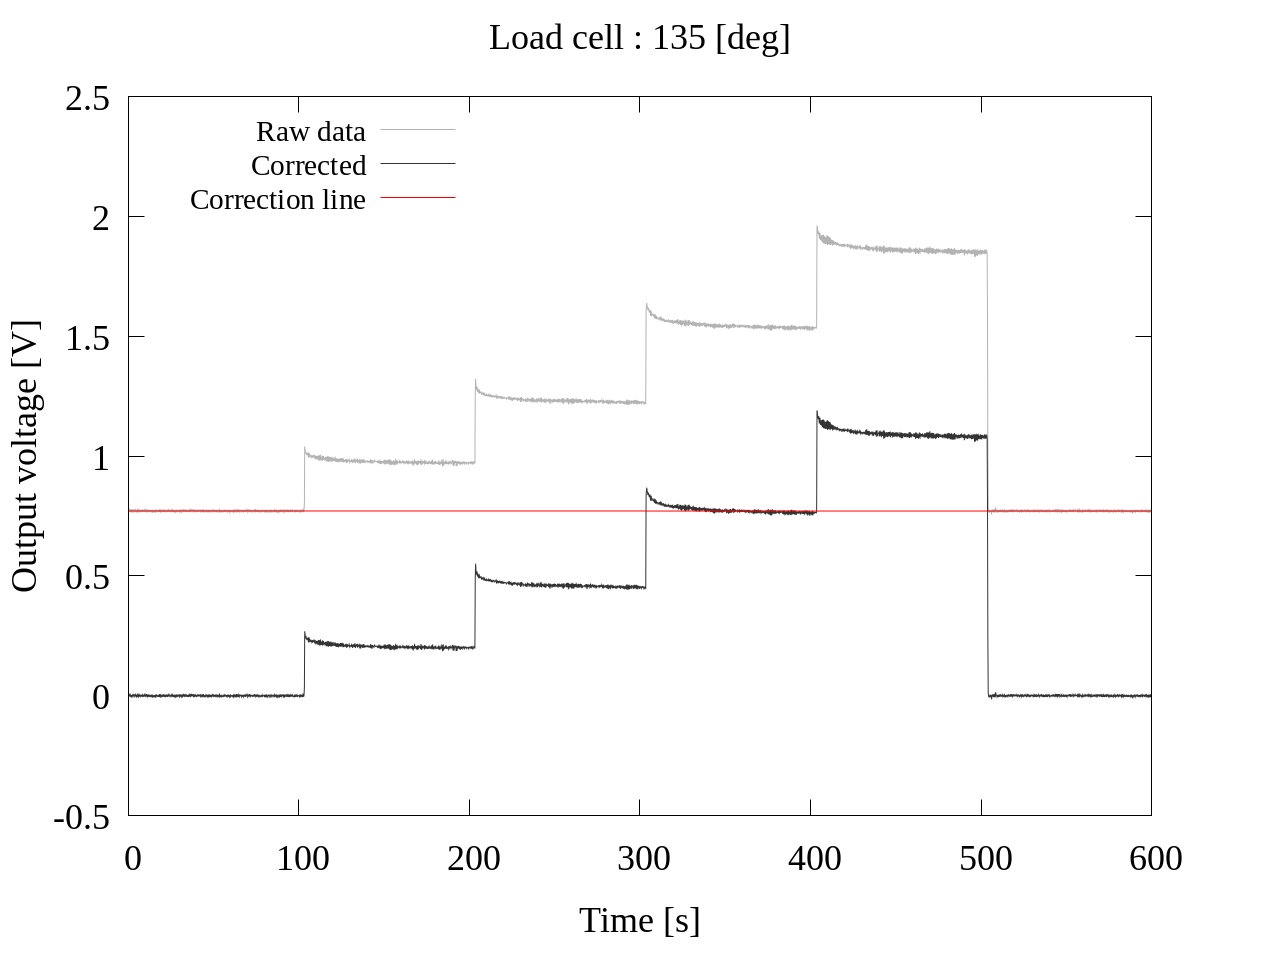 Load cell : 135 [deg]
2.5
2
1.5
1
0.5
0
-0.5
Output voltage [V]
Raw data
Corrected
Correction line
0 100 200 300 400 500 600
Time [s]